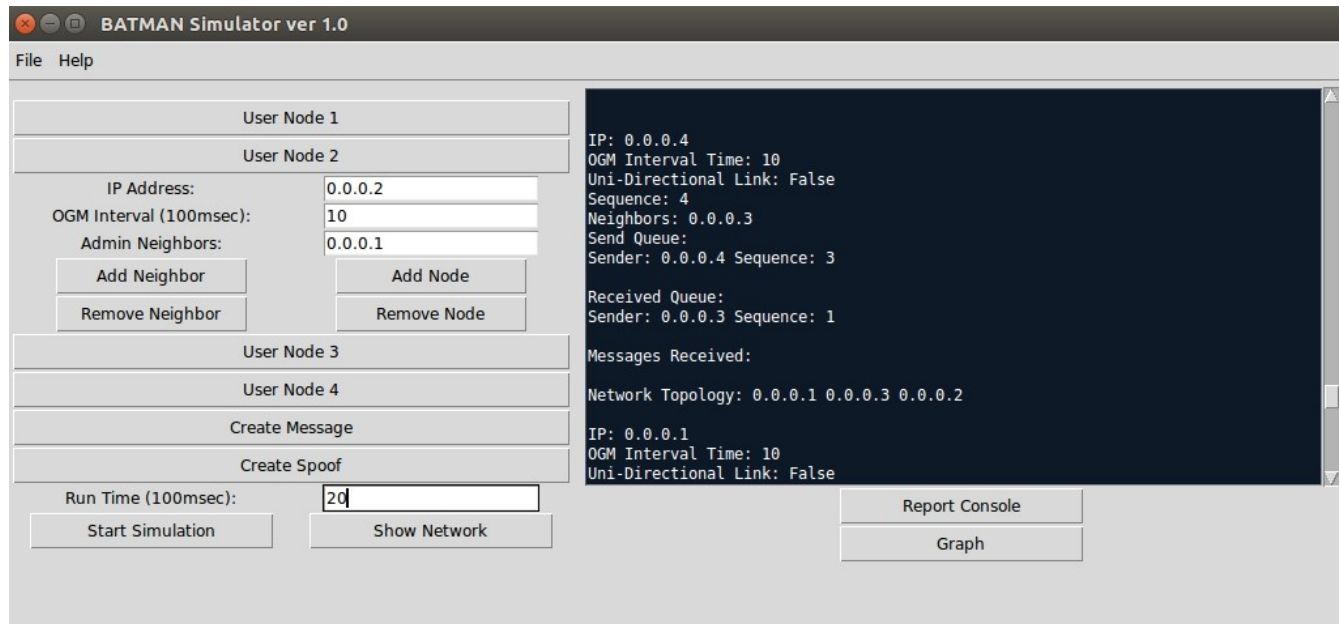 BATMAN Simulator ver 1.0
File Help
User Node 1
User Node 2
IP Address: 0.0.0.2
OGM Interval (100msec): 10
Admin Neighbors: 0.0.0.1
Add Neighbor Add Node
Remove Neighbor Remove Node
User Node 3
User Node 4
Create Message
Create Spoof
Run Time (100msec): 20
Start Simulation Show Network
IP: 0.0.0.4
OGM Interval Time: 10
Uni-Directional Link: False
Sequence: 4
Neighbors: 0.0.0.3
Send Queue:
Sender: 0.0.0.4 Sequence: 3
Received Queue:
Sender: 0.0.0.3 Sequence: 1
Messages Received:
Network Topology: 0.0.0.1 0.0.0.3 0.0.0.2
IP: 0.0.0.1
OGM Interval Time: 10
Uni-Directional Link: False
Report Console
Graph